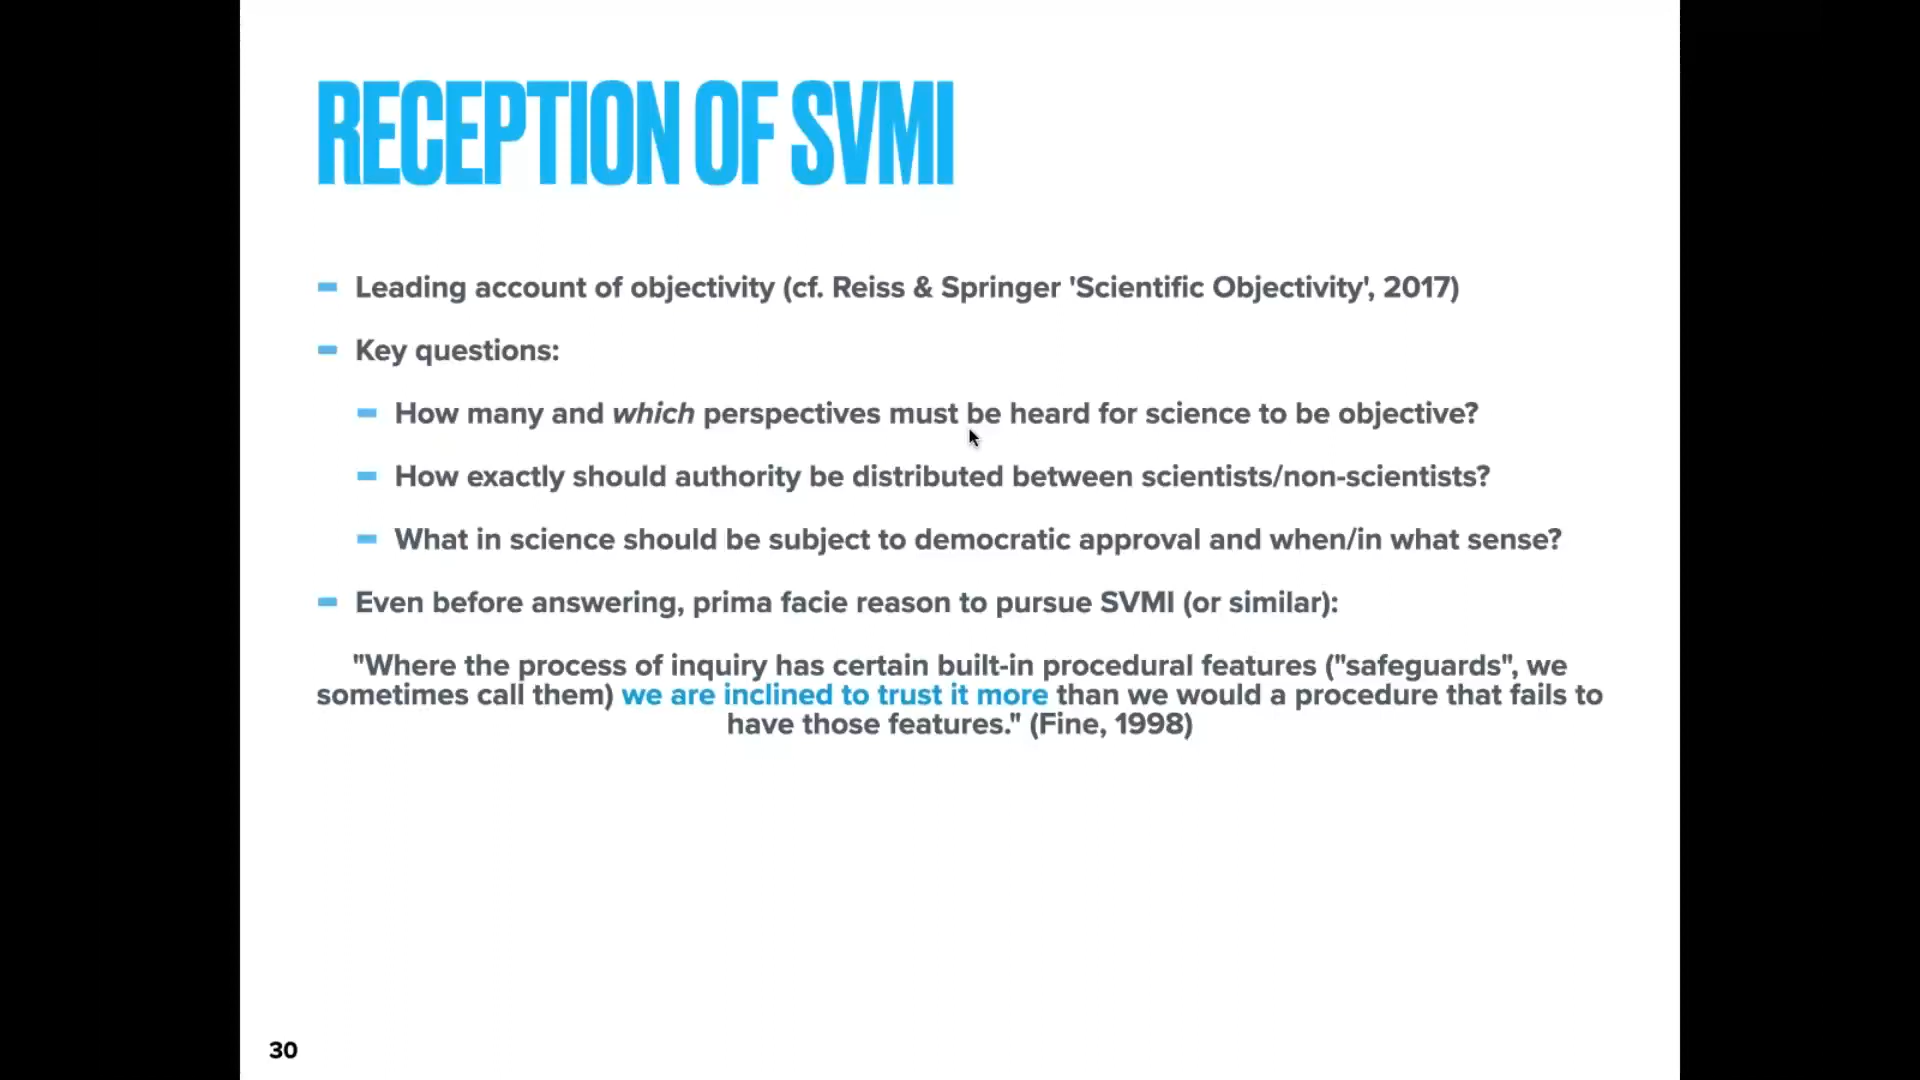 RECEPTION OF SVMI
Leading account of objectivity (cf. Reiss & Springer 'Scientific Objectivity', 2017)
Key questions:
How many and which perspectives must be heard for science to be objective?
How exactly should authority be distributed between scientists/non-scientists?
What in science should be subject to democratic approval and when/in what sense?
Even before answering, prima facie reason to pursue SVMI (or similar):
"Where the process of inquiry has certain built-in procedural features ("safeguards", we
sometimes call them) we are inclined to trust it more than we would a procedure that fails to
have those features." (Fine, 1998)
30